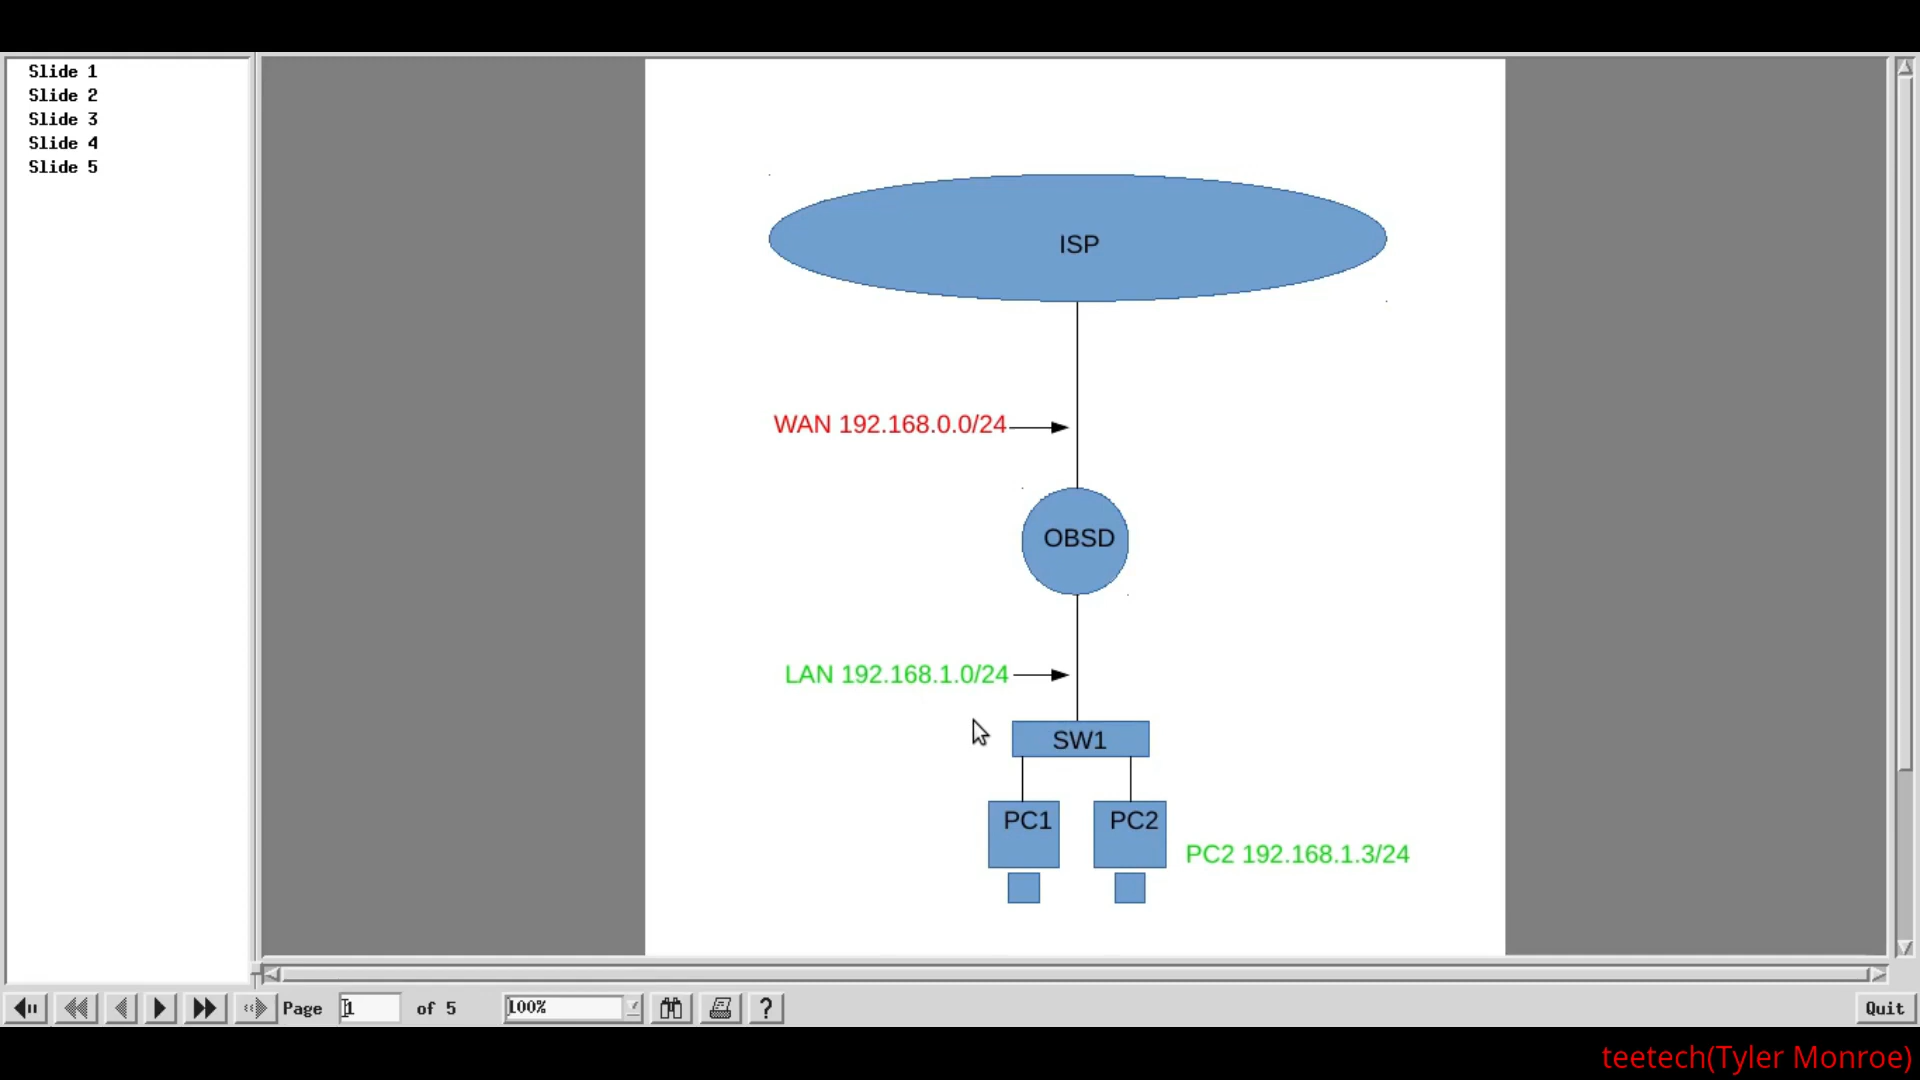 Slide 1
Slide 2
Slide 3
Slide 4
Slide 5
ISP
WAN 192.168.0.0/24
OBSD
LAN 192.168.1.0/24
SW1
PC1
PC2
PC2 192.168.1.3/24
Page 1 of 5
100%
?
Quit
teetech(Tyler Monroe)